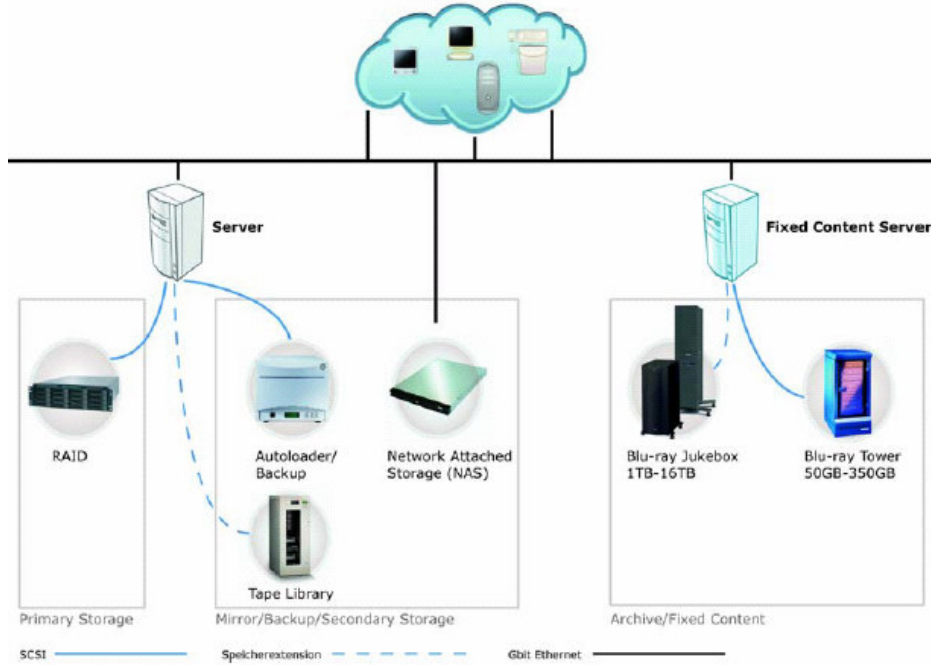 Server
Fixed Content Server
RAID
Autoloader/
Backup
Network Attached
Storage (NAS)
Blu-ray Jukebox
1TB-16TB
Blu-ray Tower
50GB-350GB
Tape Library
Primary Storage
Mirror/Backup/Secondary Storage
Archive/Fixed Content
SCSI
Speicherextension
Gbit Ethernet